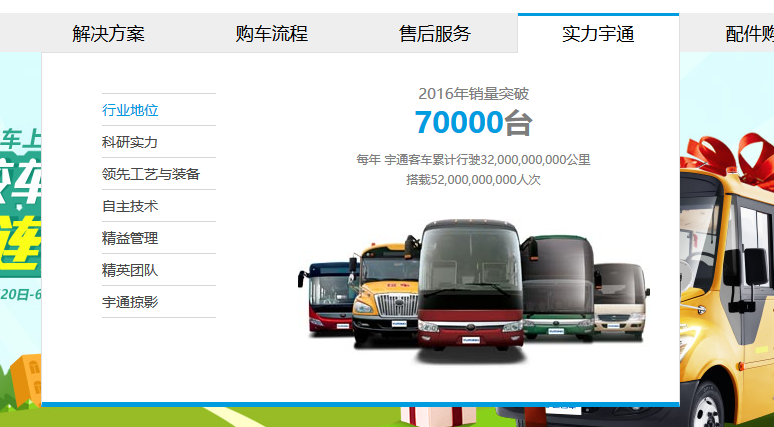 解决方案 购车流程 售后服务 实力宇通 配件购
行业地位
科研实力
领先工艺与装备
自主技术
精益管理
精英团队
宇通掠影
2016年销量突破
70000台
每年 宇通客车累计行驶32,000,000,000公里
搭载52,000,000,000人次
车上
校车
连
20日-6